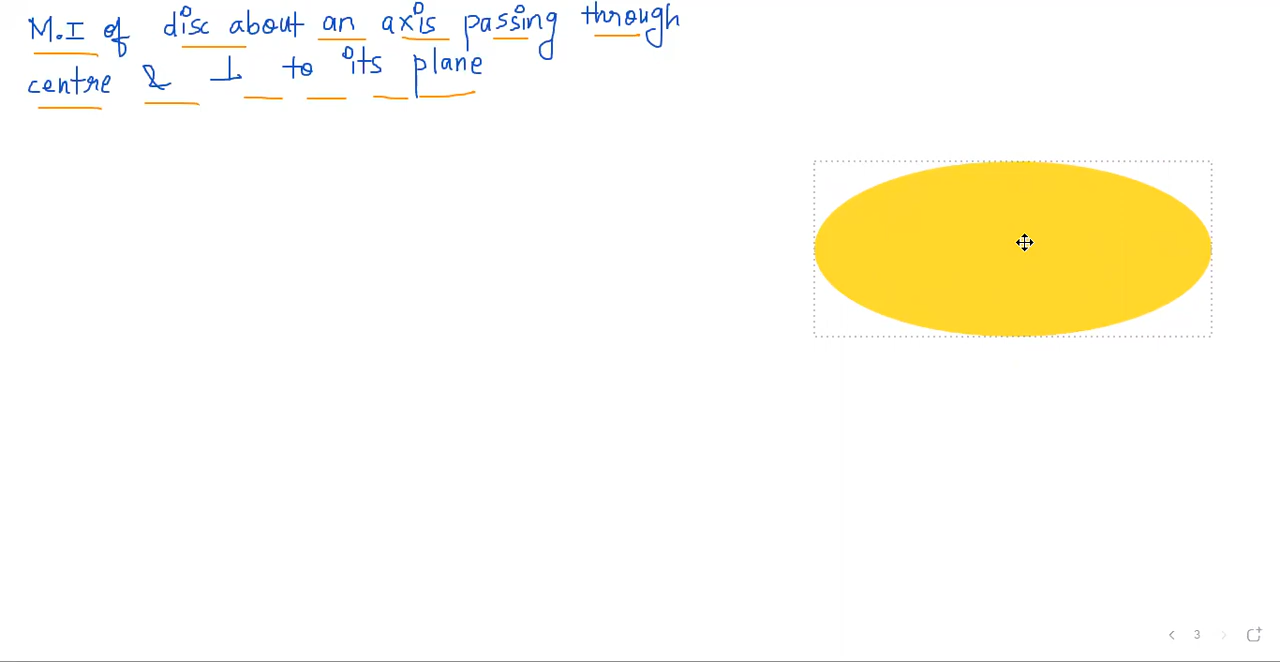 M.I of disc about an axis passing through
centre & ⊥ to its plane
3